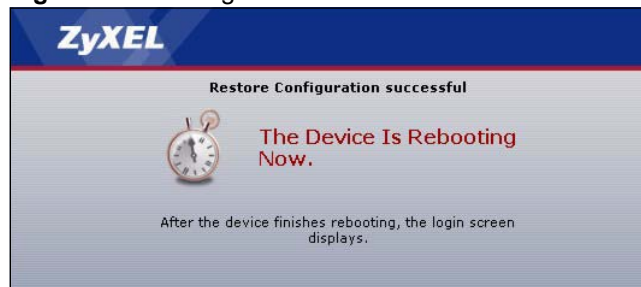 ZyXEL
Restore Configuration successful
The Device Is Rebooting
Now.
After the device finishes rebooting, the login screen
displays.